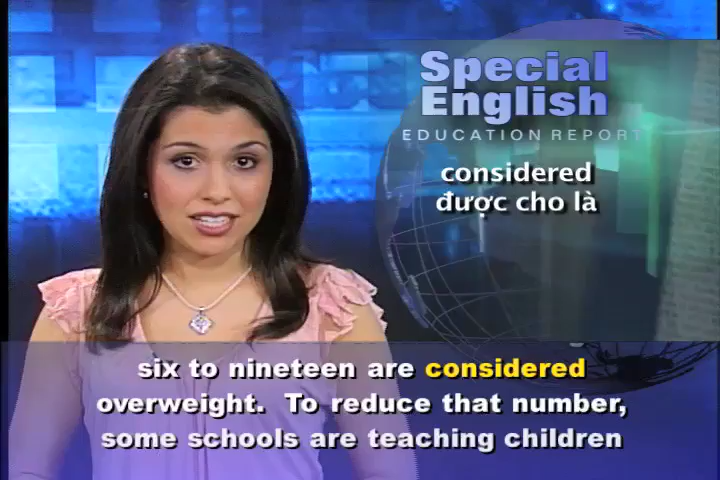 Special
English
EDUCATION REPORT
considered
được cho là
six to nineteen are considered
overweight. To reduce that number,
some schools are teaching children